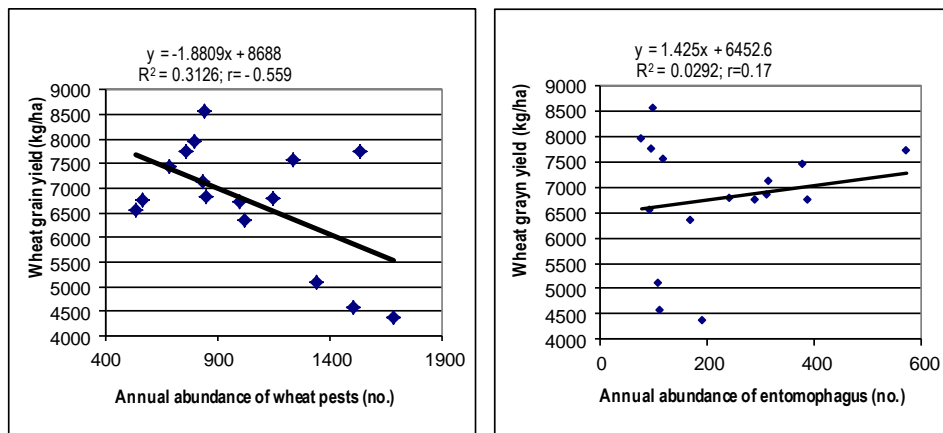 y = -1.8809x + 8688
R² = 0.3126; r= - 0.559
9000
8500
8000
7500
7000
6500
6000
5500
5000
4500
4000
400 900 1400 1900
Wheat grain yield (kg/ha)
Annual abundance of wheat pests (no.)
y = 1.425x + 6452.6
R² = 0.0292; r=0.17
9000
8500
8000
7500
7000
6500
6000
5500
5000
4500
4000
0 200 400 600
Wheat grayn yield (kg/ha)
Annual abundance of entomophagus (no.)